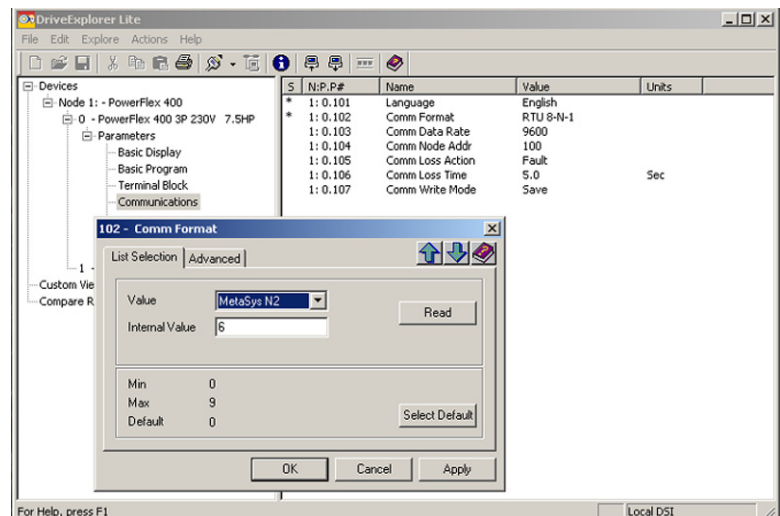 DriveExplorer Lite
File Edit Explore Actions Help
Devices
Node 1: - PowerFlex 400
0 - PowerFlex 400 3P 230V 7.5HP
Parameters
Basic Display
Basic Program
Terminal Block
Communications
1 -
Custom Vie
Compare R
S N:P.P# Name Value Units
* 1: 0.101 Language English
* 1: 0.102 Comm Format RTU 8-N-1
1: 0.103 Comm Data Rate 9600
1: 0.104 Comm Node Addr 100
1: 0.105 Comm Loss Action Fault
1: 0.106 Comm Loss Time 5.0 Sec
1: 0.107 Comm Write Mode Save
102 - Comm Format
List Selection Advanced
Value MetaSys N2
Read
Internal Value 6
Min 0
Max 9
Default 0
Select Default
OK Cancel Apply
For Help, press F1 Local DSI